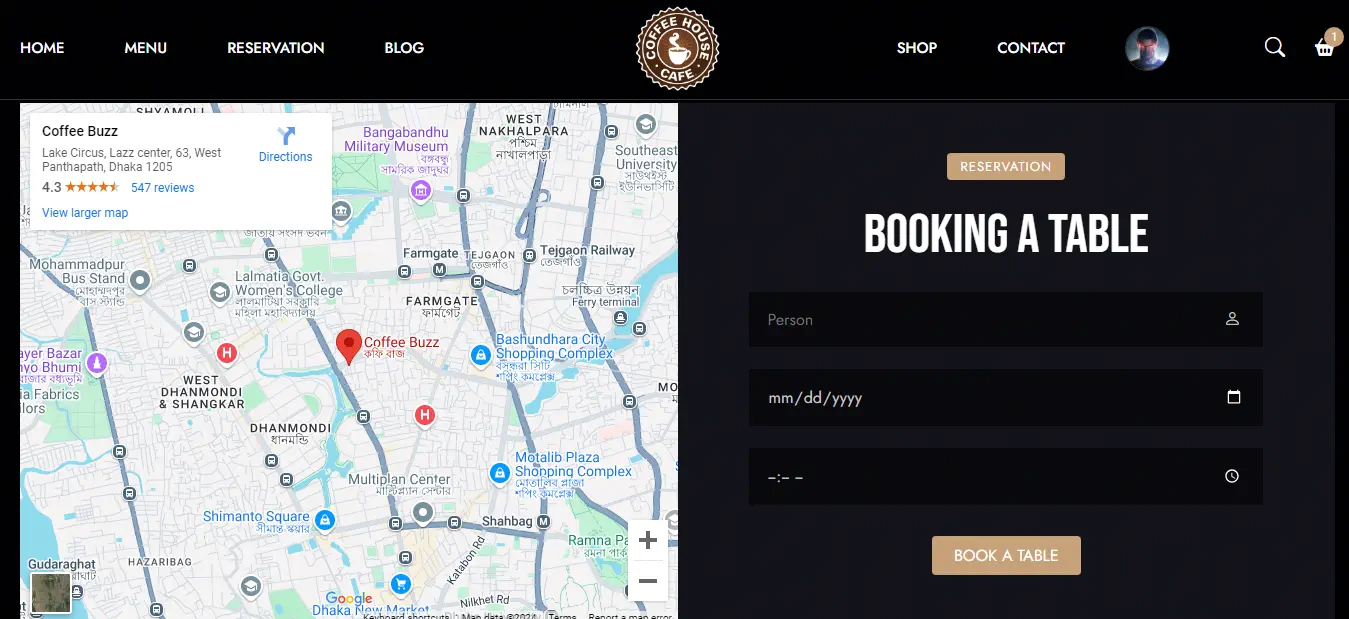 HOME
MENU
RESERVATION
BLOG
COFFEE HOUSE
CAFE
SHOP
CONTACT
1
SHYAMOLI
Coffee Buzz
Directions
Lake Circus, Lazz center, 63, West
Panthapath, Dhaka 1205
4.3
547 reviews
View larger map
WEST
NAKHALPARA
পশ্চিম
নাখালপাড়া
Bangabandhu
Military Museum
বঙ্গবন্ধু
সামরিক জাদুঘর
Southeast
University
সাউথইস্ট
ইউনিভার্সিটি
জাতীয় সংসদ ভবন
Farmgate
TEJGAON
তেজগাঁও
Tejgaon Railway
তেজগাঁও
M
Mohammadpur
Bus Stand
মোহাম্মদপুর
বাস স্ট্যান্ড
Lalmatia Govt.
Women's College
লালমাটিয়া সরকারি
মহিলা মহাবিদ্যালয়
চলচ্চিত্র উন্নয়ন
Ferry terminal
FARMGATE
ফার্মগেট
Coffee Buzz
কফি বাজ
Bashundhara City
Shopping Complex
বসুন্ধরা সিটি
শপিং কমপ্লেক্স
H
ayer Bazar
nyo Bhumi
বাজার বধ্যভূমি
a Fabrics
WEST
DHANMONDI
& SHANKAR
MO
H
DHANMONDI
ধানমন্ডি
Motalib Plaza
Shopping Complex
মোতালিব প্লাজা
শপিং কমপ্লেক্স
Multiplan Center
মাল্টিপ্ল্যান সেন্টার
Shimanto Square
সীমান্ত স্কয়ার
Shahbag
M
Ramna Pa
রমনা পার্ক
HAZARIBAG
Gudaraghat
Katabon Rd
Nilkhet Rd
Google
Dhaka New Market
Keyboard shortcuts
Map data ©2024
Terms
Report a map error
+
−
RESERVATION
BOOKING A TABLE
Person
mm/dd/yyyy
--:-- --
BOOK A TABLE